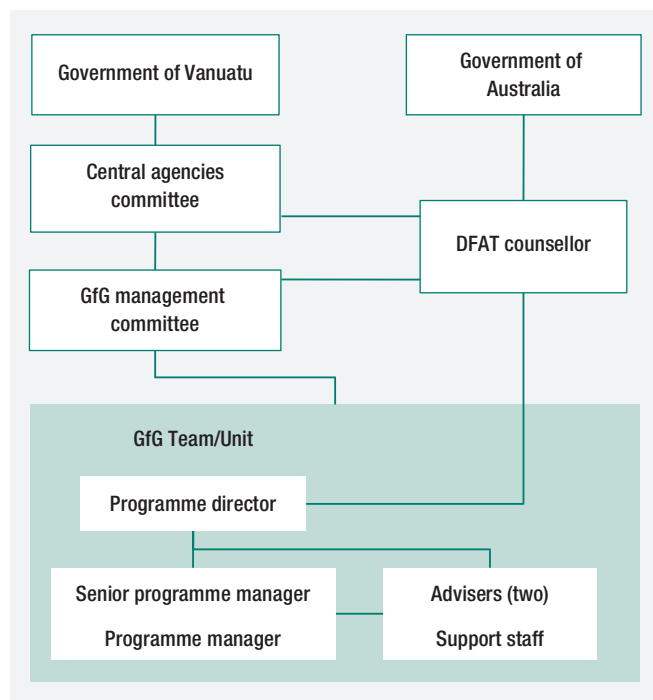 Government of Vanuatu
Government of
Australia
Central agencies
committee
DFAT counsellor
GfG management
committee
GfG Team/Unit
Programme director
Senior programme manager
Programme manager
Advisers (two)
Support staff